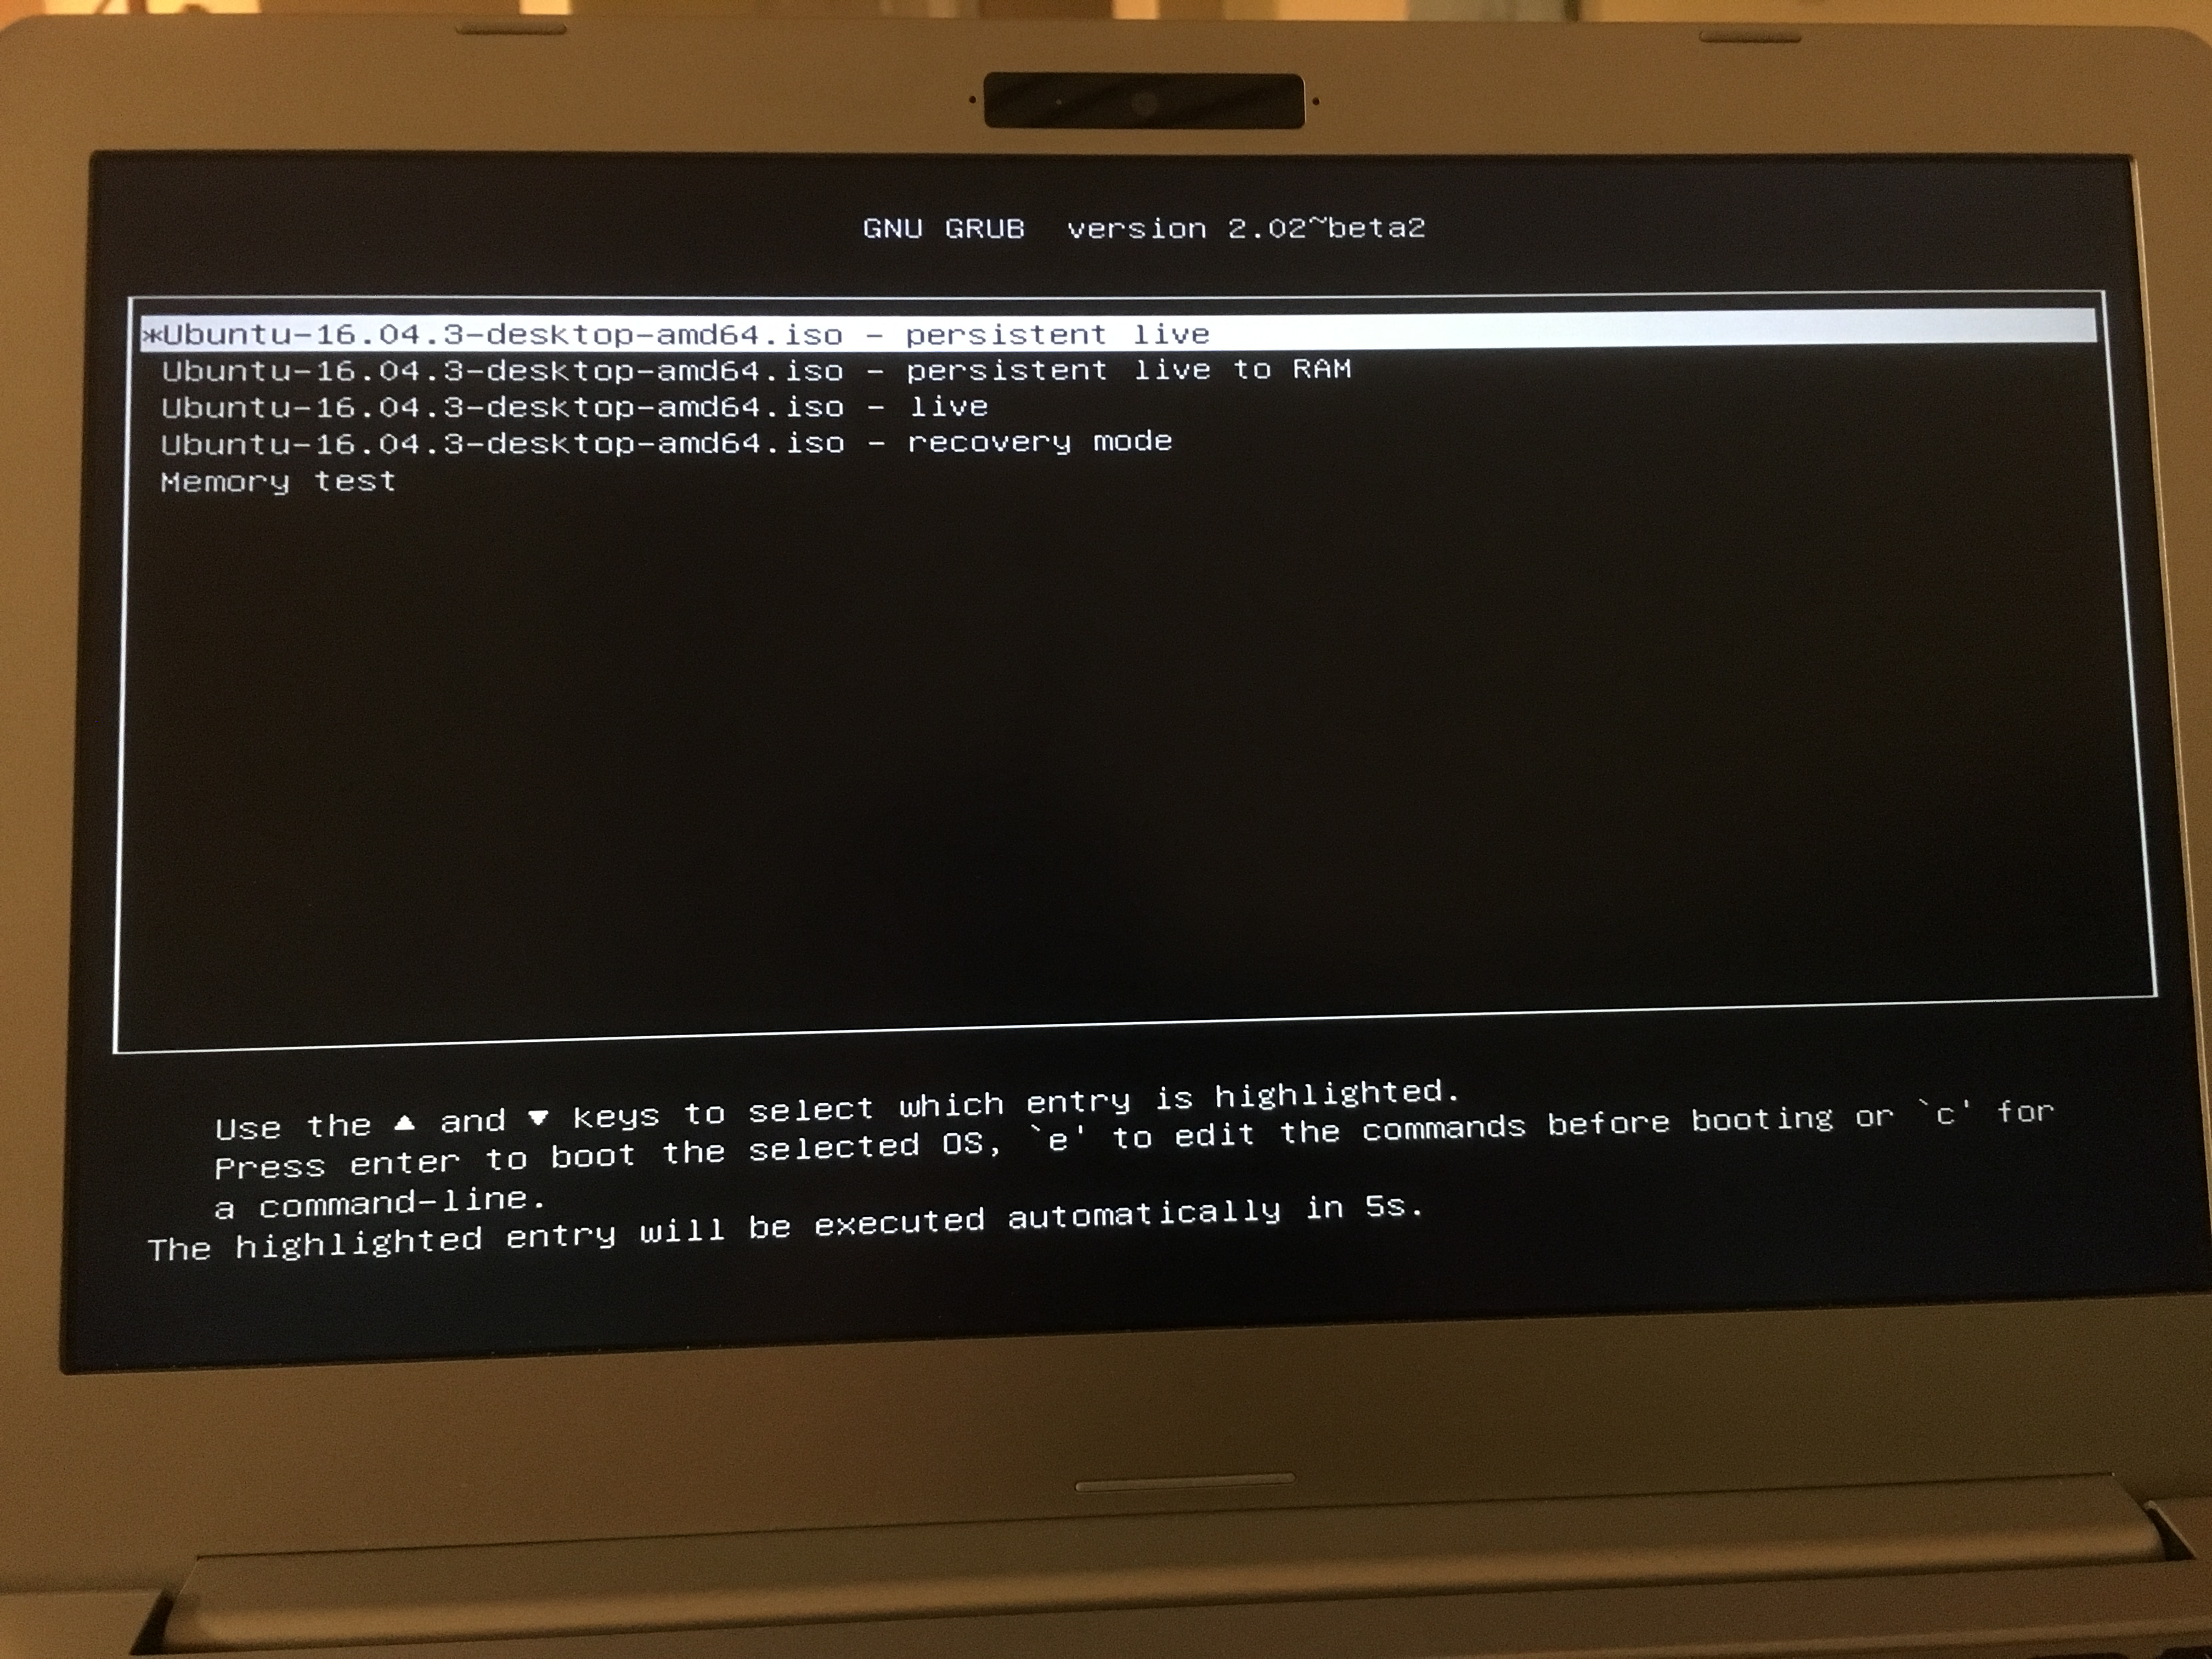 GNU GRUB  version 2.02~beta2
*Ubuntu-16.04.3-desktop-amd64.iso - persistent live
Ubuntu-16.04.3-desktop-amd64.iso - persistent live to RAM
Ubuntu-16.04.3-desktop-amd64.iso - live
Ubuntu-16.04.3-desktop-amd64.iso - recovery mode
Memory test
Use the ▲ and ▼ keys to select which entry is highlighted.
Press enter to boot the selected OS, `e' to edit the commands before booting or `c' for
a command-line.
The highlighted entry will be executed automatically in 5s.